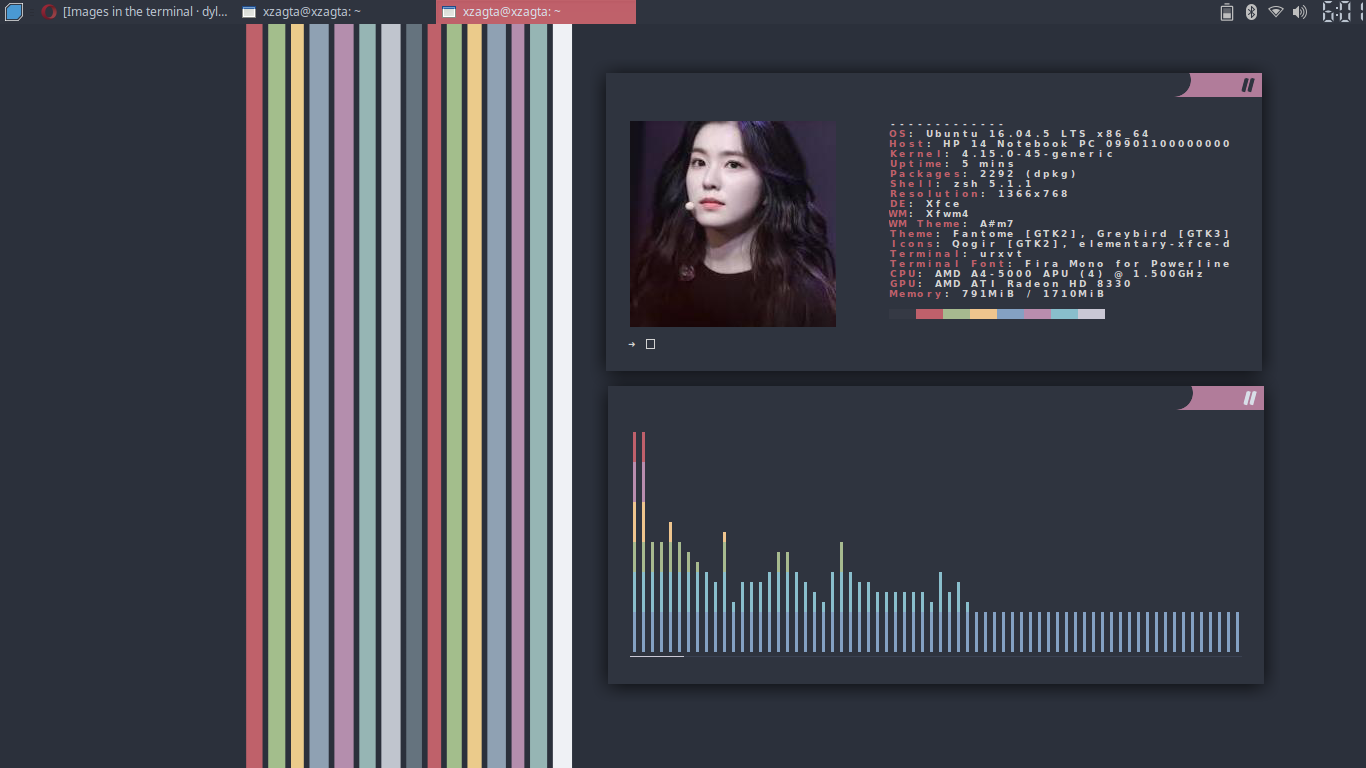 [Images in the terminal · dyl...
xzagta@xzagta: ~
xzagta@xzagta: ~
6:01
-------------
OS: Ubuntu 16.04.5 LTS x86_64
Host: HP 14 Notebook PC 09901100000000
Kernel: 4.15.0-45-generic
Uptime: 5 mins
Packages: 2292 (dpkg)
Shell: zsh 5.1.1
Resolution: 1366x768
DE: Xfce
WM: Xfwm4
WM Theme: A#m7
Theme: Fantome [GTK2], Greybird [GTK3]
Icons: Qogir [GTK2], elementary-xfce-d
Terminal: urxvt
Terminal Font: Fira Mono for Powerline
CPU: AMD A4-5000 APU (4) @ 1.500GHz
GPU: AMD ATI Radeon HD 8330
Memory: 791MiB / 1710MiB
→